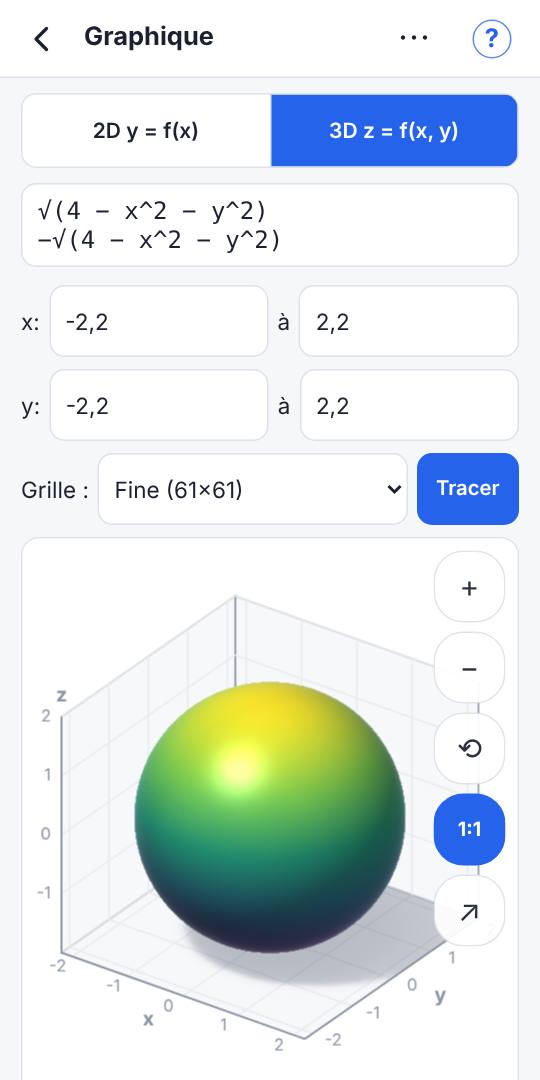 Graphique
... ?
2D y = f(x) 3D z = f(x, y)
√(4 − x^2 − y^2)
−√(4 − x^2 − y^2)
x: -2,2 à 2,2
y: -2,2 à 2,2
Grille : Fine (61×61) Tracer
+
−
⟲
1:1
↗
z
2
1
0
-1
-2
-1
0
1
2
x
-2
-1
0
1
y